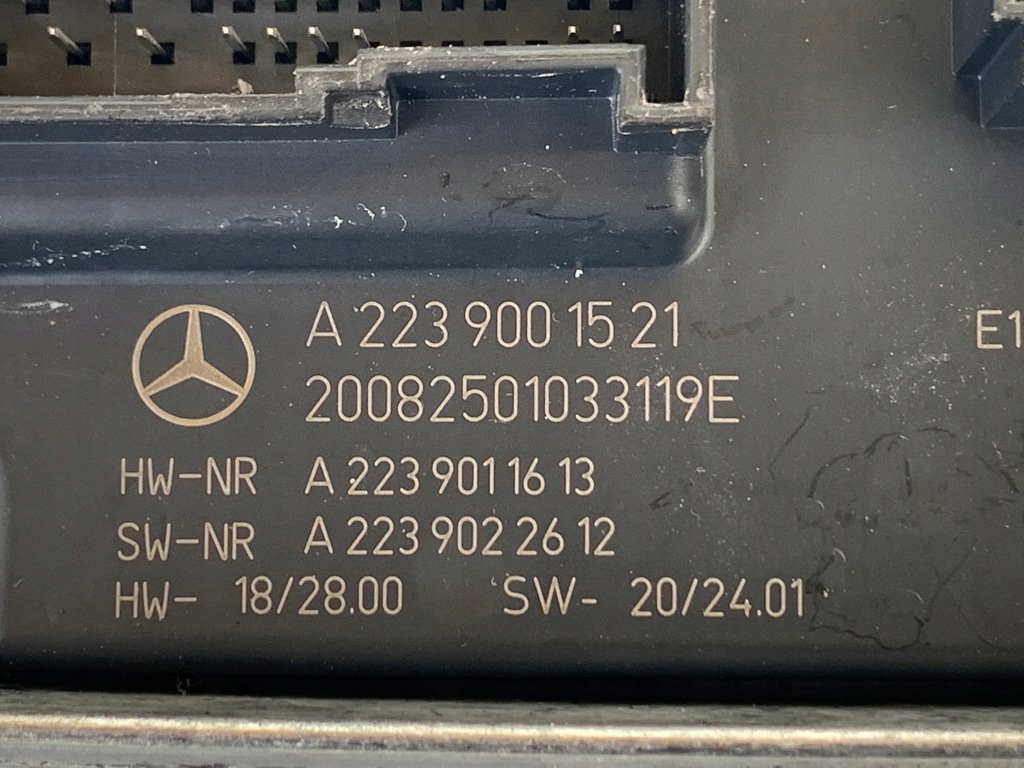 A 223 900 15 21
E1
20082501033119E
HW-NR A 223 901 16 13
SW-NR A 223 902 26 12
HW- 18/28.00 SW- 20/24.01